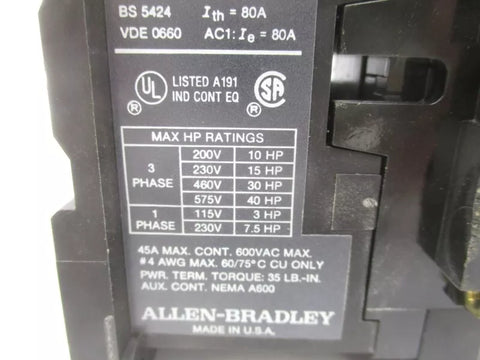 BS 5424 Ith = 80A
VDE 0660 AC1: Ie = 80A
UL LISTED A191 SA
® IND CONT EQ ®
MAX HP RATINGS
3 PHASE 200V 10 HP
230V 15 HP
460V 30 HP
575V 40 HP
1 PHASE 115V 3 HP
230V 7.5 HP
45A MAX. CONT. 600VAC MAX.
#4 AWG MAX. 60/75°C CU ONLY
PWR. TERM. TORQUE: 35 LB.-IN.
AUX. CONT. NEMA A600
ALLEN-BRADLEY
MADE IN U.S.A.